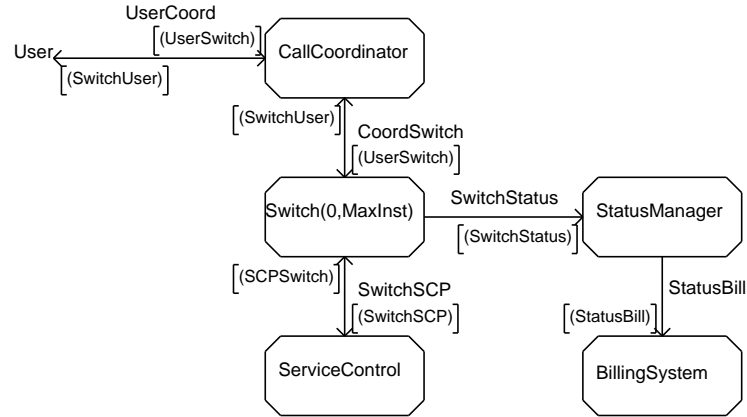 UserCoord
[(UserSwitch)]
User
CallCoordinator
[(SwitchUser)]
[(SwitchUser)]
CoordSwitch
[(UserSwitch)]
Switch(0,MaxInst)
SwitchStatus
StatusManager
[(SwitchStatus)]
[(SCPSwitch)]
SwitchSCP
StatusBill
[(SwitchSCP)]
[(StatusBill)]
ServiceControl
BillingSystem